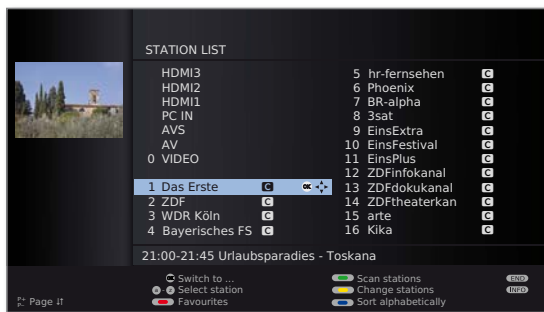 STATION LIST
HDMI3
HDMI2
HDMI1
PC IN
AVS
AV
0 VIDEO
1 Das Erste C OK
2 ZDF C
3 WDR Köln C
4 Bayerisches FS C
5 hr-fernsehen C
6 Phoenix C
7 BR-alpha C
8 3sat C
9 EinsExtra C
10 EinsFestival C
11 EinsPlus C
12 ZDFinfokanal C
13 ZDFdokukanal C
14 ZDFtheaterkan C
15 arte C
16 Kika C
21:00-21:45 Urlaubsparadies - Toskana
OK Switch to ...
Select station
Favourites
Scan stations
Change stations
Sort alphabetically
END
INFO
P+
P- Page ↓↑